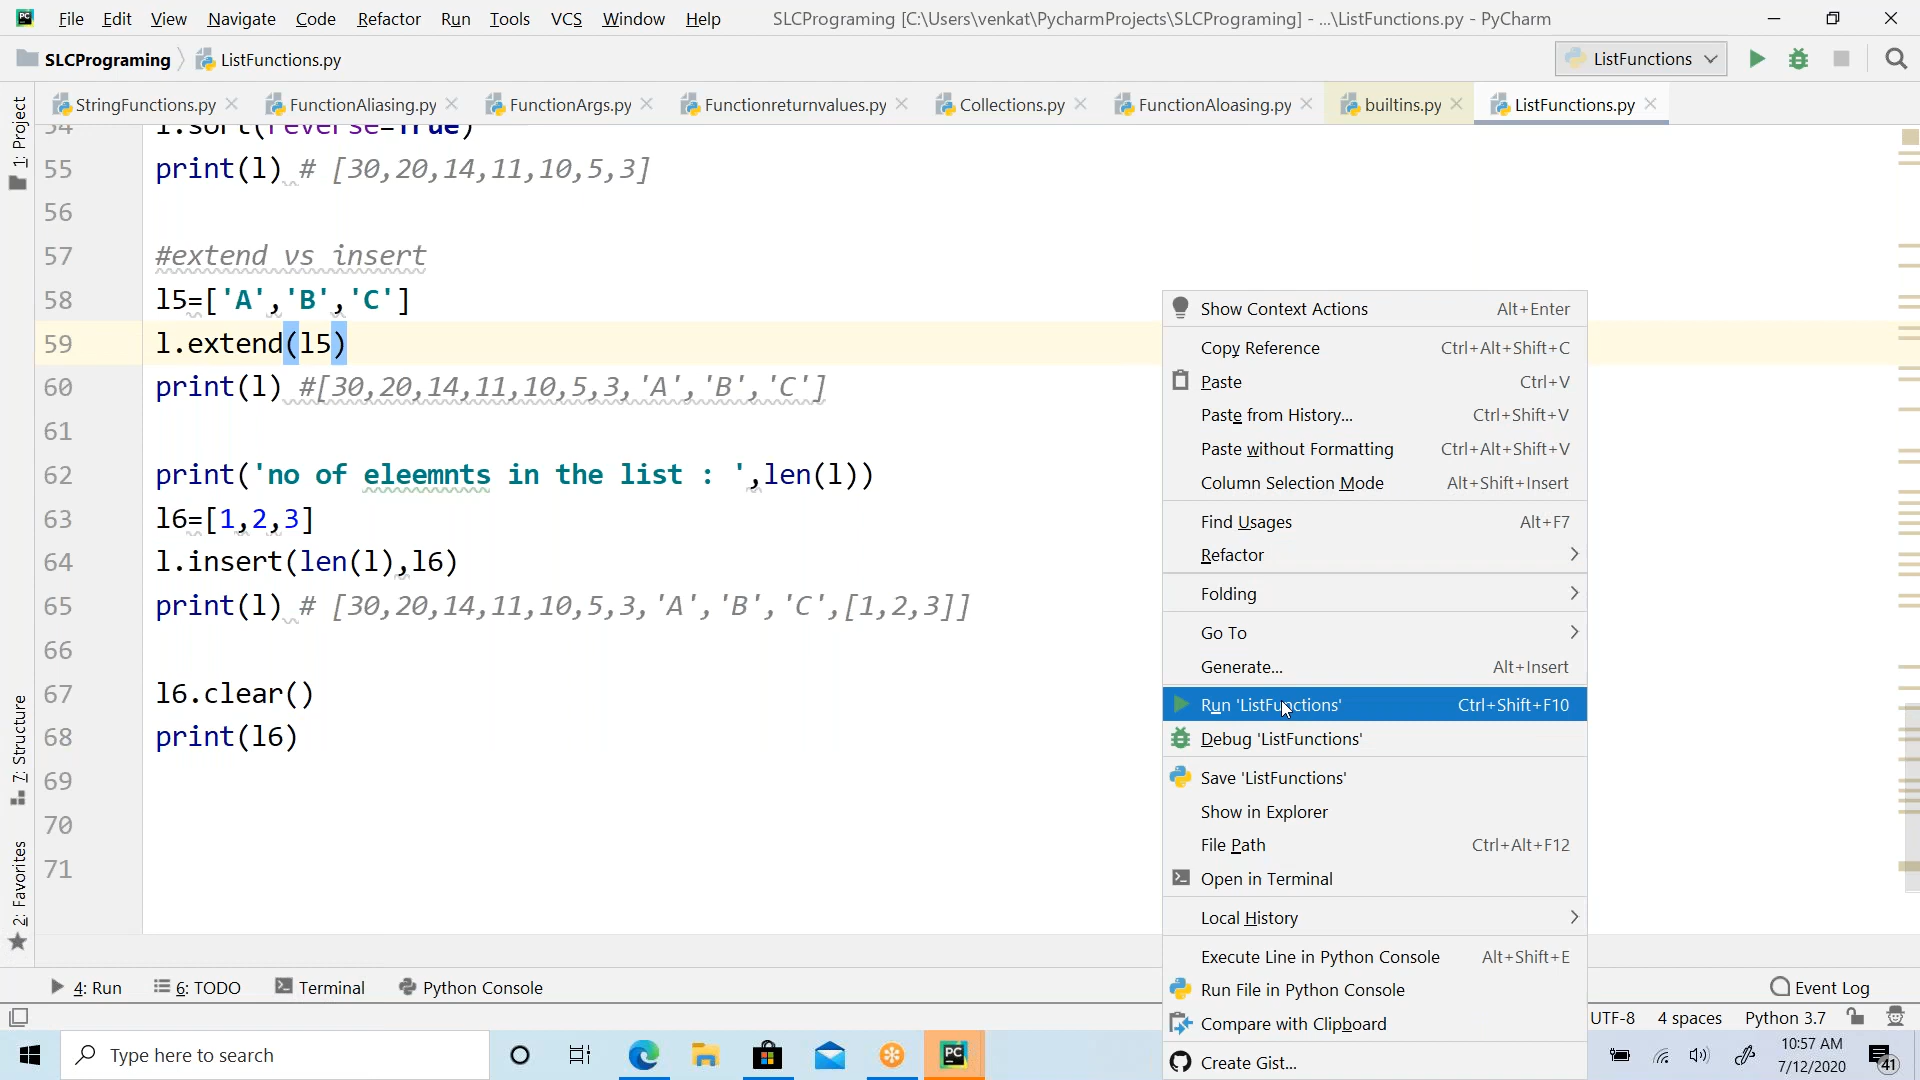 File Edit View Navigate Code Refactor Run Tools VCS Window Help SLCPrograming [C:\Users\venkat\PycharmProjects\SLCPrograming] - ...\ListFunctions.py - PyCharm
SLCPrograming ListFunctions.py ListFunctions
StringFunctions.py FunctionAliasing.py FunctionArgs.py Functionreturnvalues.py Collections.py FunctionAloasing.py builtins.py ListFunctions.py
1: Project
7: Structure
2: Favorites
54 l.sort(reverse=True)
55 print(l) # [30,20,14,11,10,5,3]
56
57 #extend vs insert
58 l5=['A','B','C']
59 l.extend(l5)
60 print(l) #[30,20,14,11,10,5,3,'A','B','C']
61
62 print('no of eleemnts in the list : ',len(l))
63 l6=[1,2,3]
64 l.insert(len(l),l6)
65 print(l) # [30,20,14,11,10,5,3,'A','B','C',[1,2,3]]
66
67 l6.clear()
68 print(l6)
69
70
71
Show Context Actions Alt+Enter
Copy Reference Ctrl+Alt+Shift+C
Paste Ctrl+V
Paste from History... Ctrl+Shift+V
Paste without Formatting Ctrl+Alt+Shift+V
Column Selection Mode Alt+Shift+Insert
Find Usages Alt+F7
Refactor
Folding
Go To
Generate... Alt+Insert
Run 'ListFunctions' Ctrl+Shift+F10
Debug 'ListFunctions'
Save 'ListFunctions'
Show in Explorer
File Path Ctrl+Alt+F12
Open in Terminal
Local History
Execute Line in Python Console Alt+Shift+E
Run File in Python Console
Compare with Clipboard
Create Gist...
4: Run 6: TODO Terminal Python Console Event Log
UTF-8 4 spaces Python 3.7
Type here to search
PC
10:57 AM
7/12/2020
41